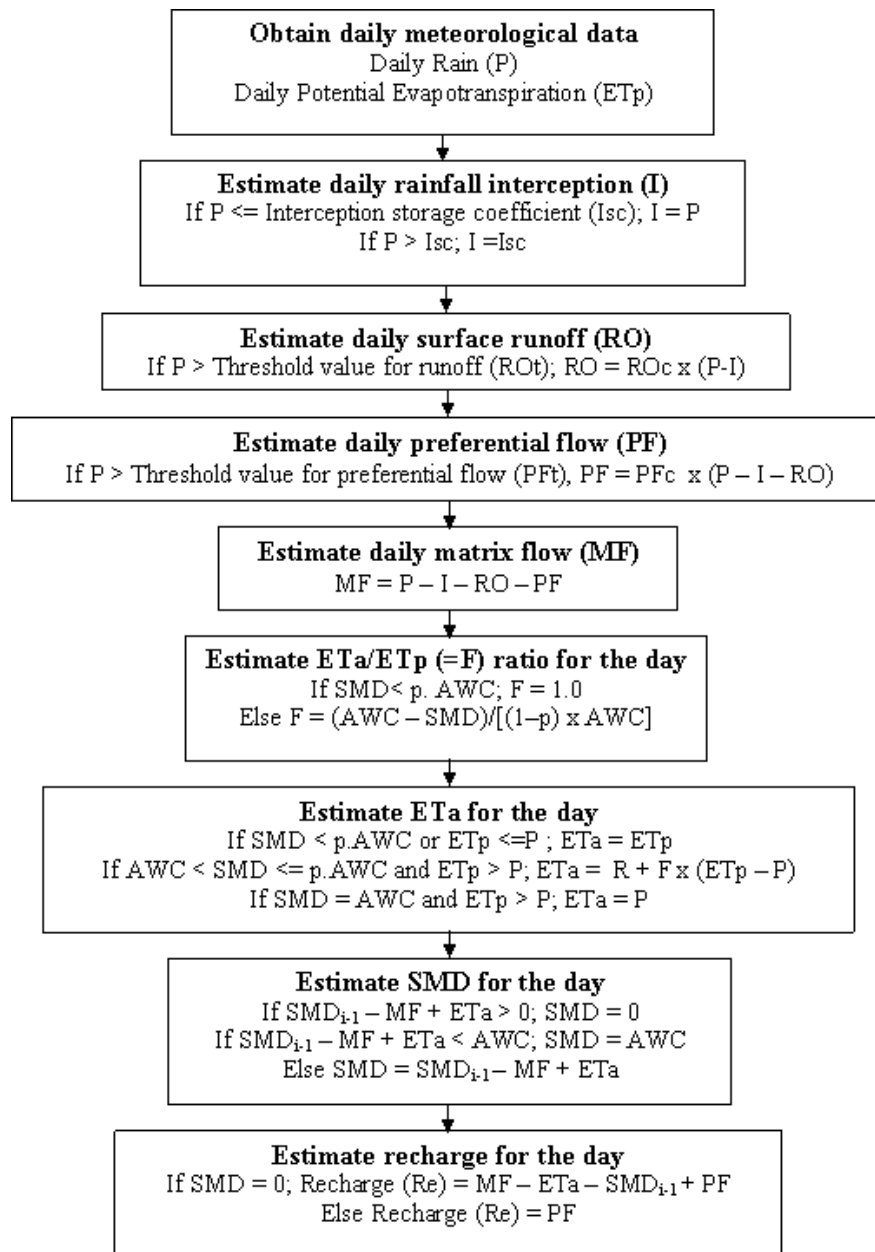 Obtain daily meteorological data
Daily Rain (P)
Daily Potential Evapotranspiration (ETp)
Estimate daily rainfall interception (I)
If P <= Interception storage coefficient (Isc); I = P
If P > Isc; I =Isc
Estimate daily surface runoff (RO)
If P > Threshold value for runoff (ROt); RO = ROc x (P-I)
Estimate daily preferential flow (PF)
If P > Threshold value for preferential flow (PFt), PF = PFc x (P – I – RO)
Estimate daily matrix flow (MF)
MF = P – I – RO – PF
Estimate ETa/ETp (=F) ratio for the day
If SMD< p. AWC; F = 1.0
Else F = (AWC – SMD)/[(1–p) x AWC]
Estimate ETa for the day
If SMD < p.AWC or ETp <=P ; ETa = ETp
If AWC < SMD <= p.AWC and ETp > P; ETa = R + F x (ETp – P)
If SMD = AWC and ETp > P; ETa = P
Estimate SMD for the day
If SMDi-1 – MF + ETa > 0; SMD = 0
If SMDi-1 – MF + ETa < AWC; SMD = AWC
Else SMD = SMDi-1 – MF + ETa
Estimate recharge for the day
If SMD = 0; Recharge (Re) = MF – ETa – SMDi-1 + PF
Else Recharge (Re) = PF